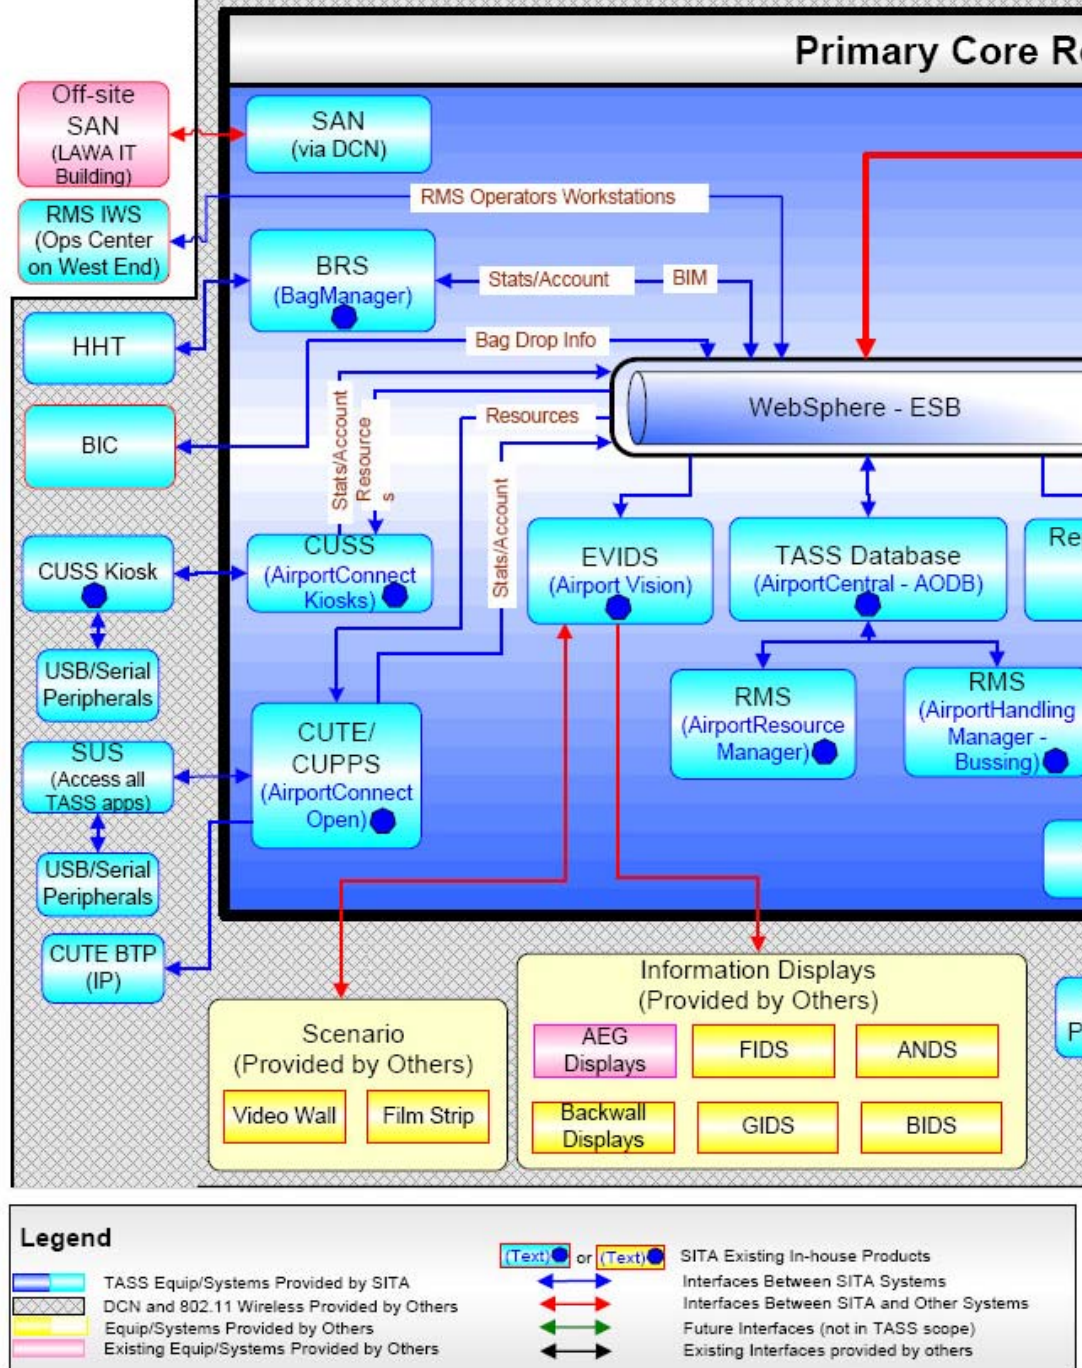 Primary Core R
Off-site
SAN
(LAWA IT
Building)
SAN
(via DCN)
RMS IWS
(Ops Center
on West End)
RMS Operators Workstations
BRS
(BagManager)
Stats/Account
BIM
HHT
Bag Drop Info
BIC
Stats/Account
Resource
s
Resources
Stats/Account
WebSphere - ESB
CUSS Kiosk
CUSS
(AirportConnect
Kiosks)
EVIDS
(Airport Vision)
TASS Database
(AirportCentral - AODB)
Re
USB/Serial
Peripherals
RMS
(AirportResource
Manager)
RMS
(AirportHandling
Manager -
Bussing)
SUS
(Access all
TASS apps)
CUTE/
CUPPS
(AirportConnect
Open)
USB/Serial
Peripherals
CUTE BTP
(IP)
Scenario
(Provided by Others)
Video Wall
Film Strip
Information Displays
(Provided by Others)
AEG
Displays
FIDS
ANDS
Backwall
Displays
GIDS
BIDS
P
Legend
TASS Equip/Systems Provided by SITA
DCN and 802.11 Wireless Provided by Others
Equip/Systems Provided by Others
Existing Equip/Systems Provided by Others
(Text) or (Text) SITA Existing In-house Products
Interfaces Between SITA Systems
Interfaces Between SITA and Other Systems
Future Interfaces (not in TASS scope)
Existing Interfaces provided by others